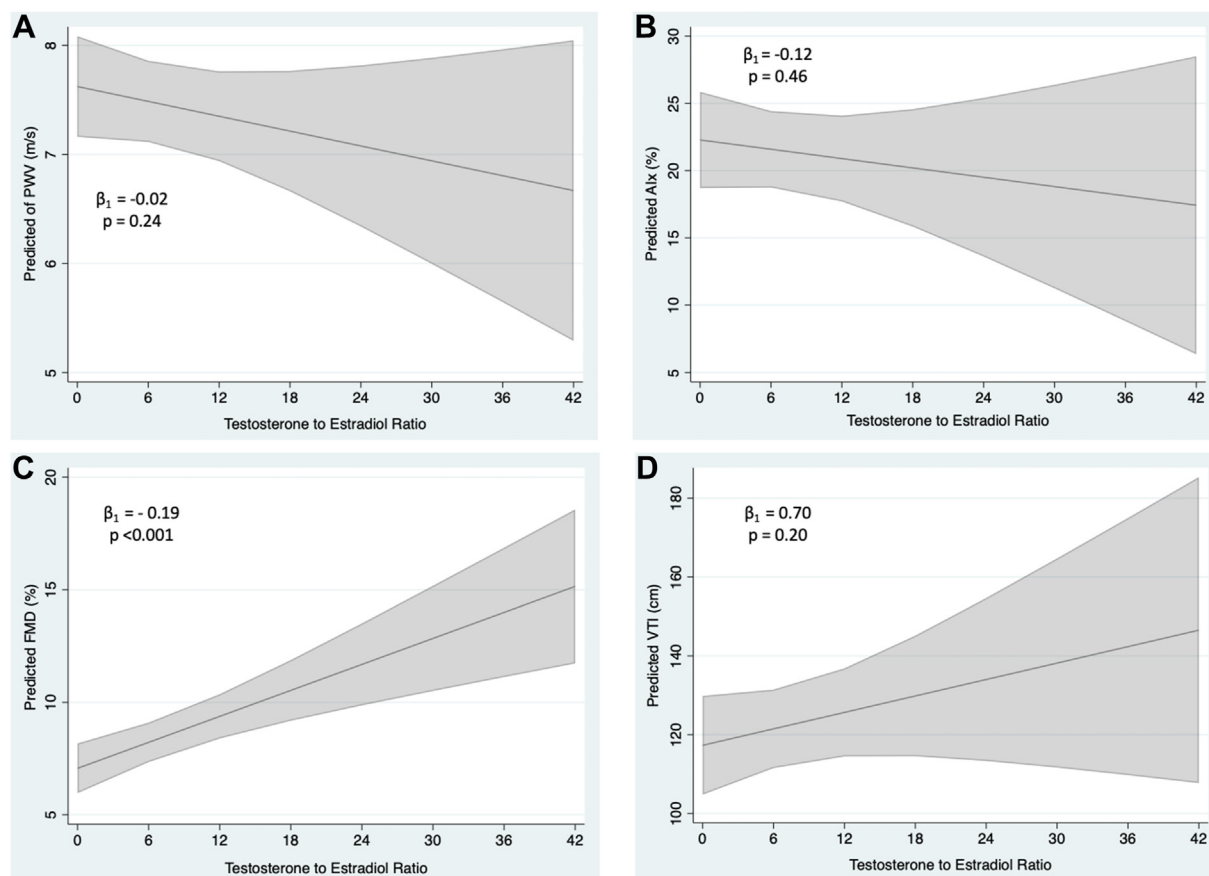 A
8
7
6
5
Predicted of PWV (m/s)
β₁ = -0.02
p = 0.24
0 6 12 18 24 30 36 42
Testosterone to Estradiol Ratio
B
30
25
20
15
10
5
Predicted AIx (%)
β₁ = -0.12
p = 0.46
0 6 12 18 24 30 36 42
Testosterone to Estradiol Ratio
C
20
15
10
5
Predicted FMD (%)
β₁ = - 0.19
p <0.001
0 6 12 18 24 30 36 42
Testosterone to Estradiol Ratio
D
180
160
140
120
100
Predicted VTI (cm)
β₁ = 0.70
p = 0.20
0 6 12 18 24 30 36 42
Testosterone to Estradiol Ratio